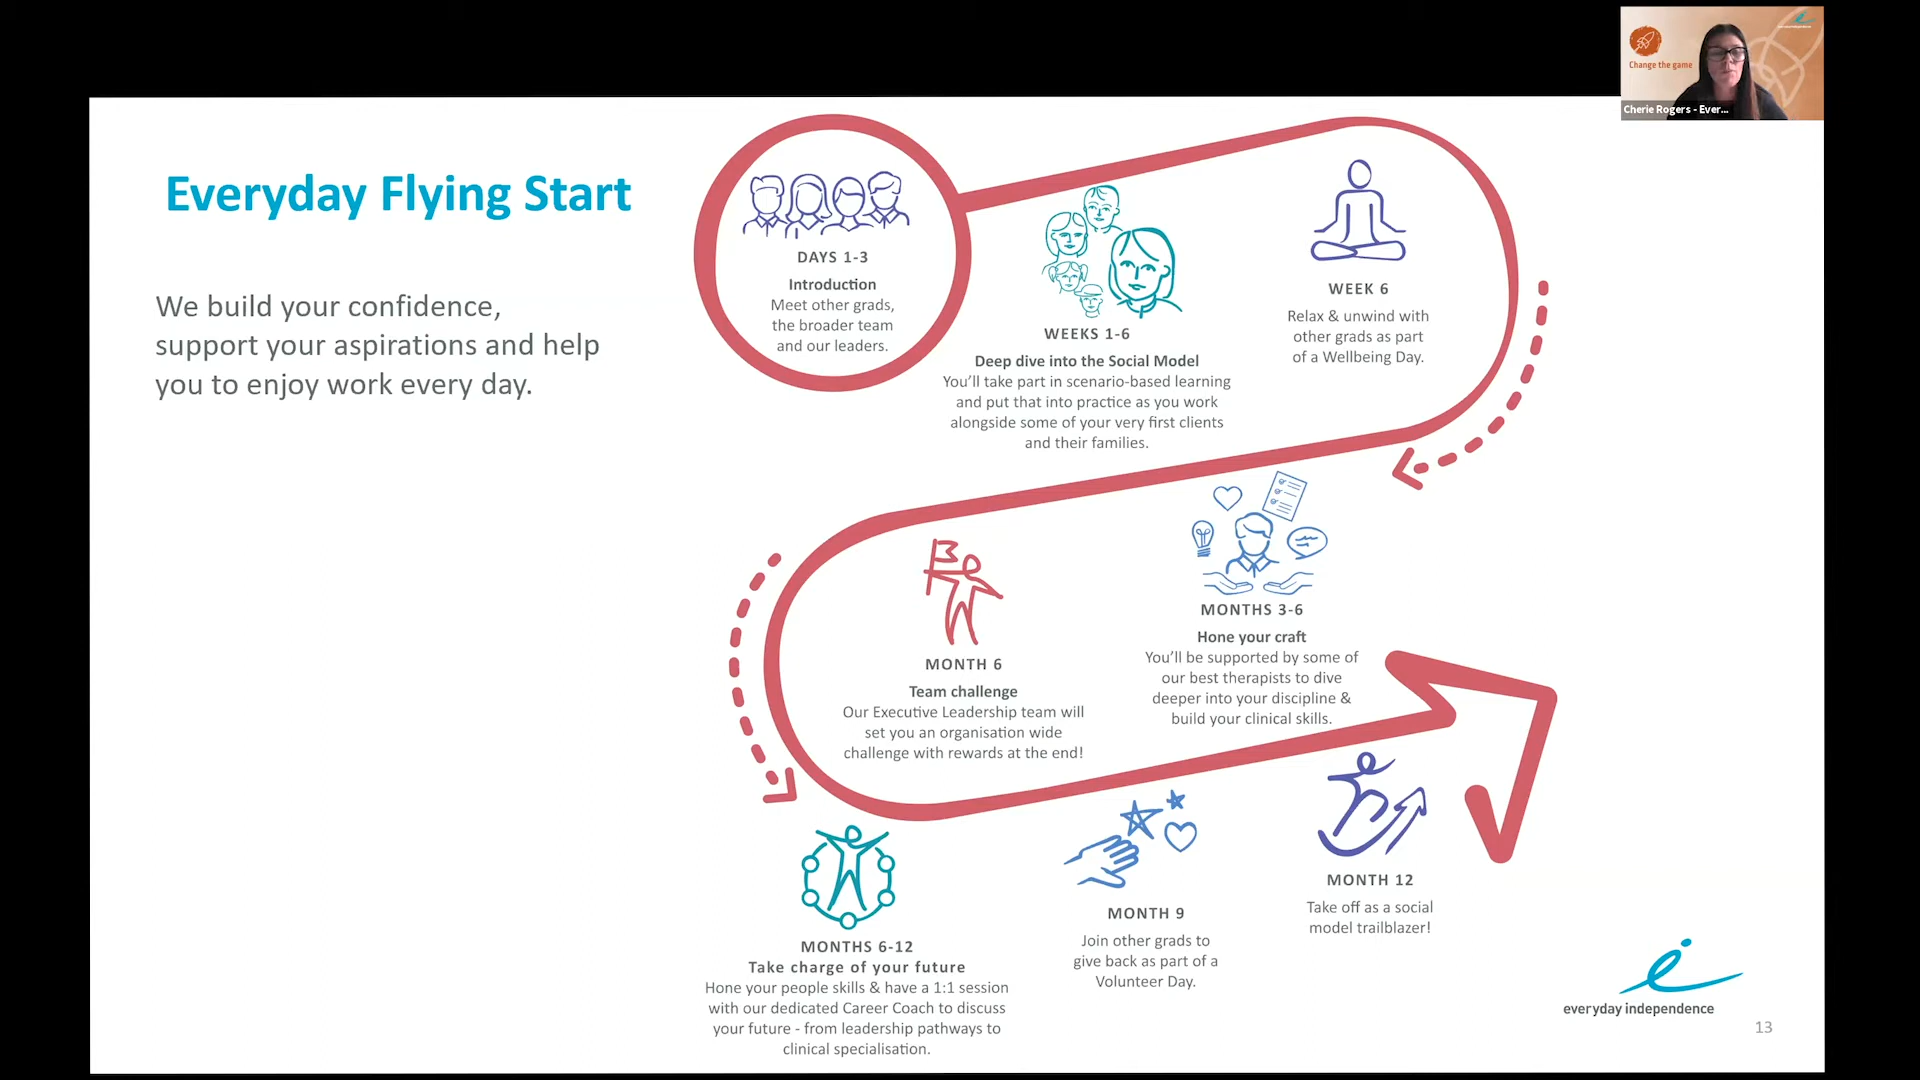 Change the game
Cherie Rogers - Ever...
Everyday Flying Start
We build your confidence,
support your aspirations and help
you to enjoy work every day.
DAYS 1-3
Introduction
Meet other grads,
the broader team
and our leaders.
WEEKS 1-6
Deep dive into the Social Model
You'll take part in scenario-based learning
and put that into practice as you work
alongside some of your very first clients
and their families.
WEEK 6
Relax & unwind with
other grads as part
of a Wellbeing Day.
MONTHS 3-6
Hone your craft
You'll be supported by some of
our best therapists to dive
deeper into your discipline &
build your clinical skills.
MONTH 6
Team challenge
Our Executive Leadership team will
set you an organisation wide
challenge with rewards at the end!
MONTHS 6-12
Take charge of your future
Hone your people skills & have a 1:1 session
with our dedicated Career Coach to discuss
your future - from leadership pathways to
clinical specialisation.
MONTH 9
Join other grads to
give back as part of a
Volunteer Day.
MONTH 12
Take off as a social
model trailblazer!
everyday independence
13